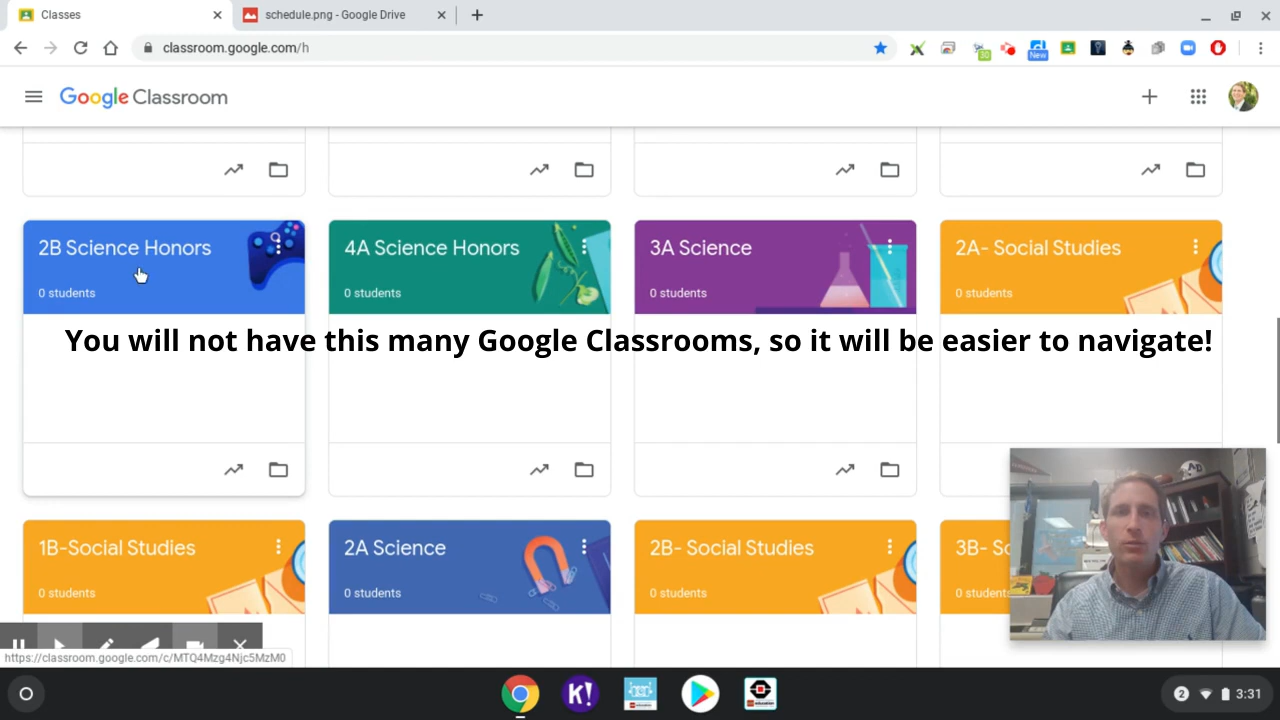 Classes
schedule.png - Google Drive
classroom.google.com/h
30
New
Google Classroom
2B Science Honors
0 students
4A Science Honors
0 students
3A Science
0 students
2A- Social Studies
0 students
You will not have this many Google Classrooms, so it will be easier to navigate!
1B-Social Studies
0 students
2A Science
0 students
2B- Social Studies
0 students
3B- So
0 students
https://classroom.google.com/c/MTQ4Mzg4Njc5MzM0
K!
2
3:31